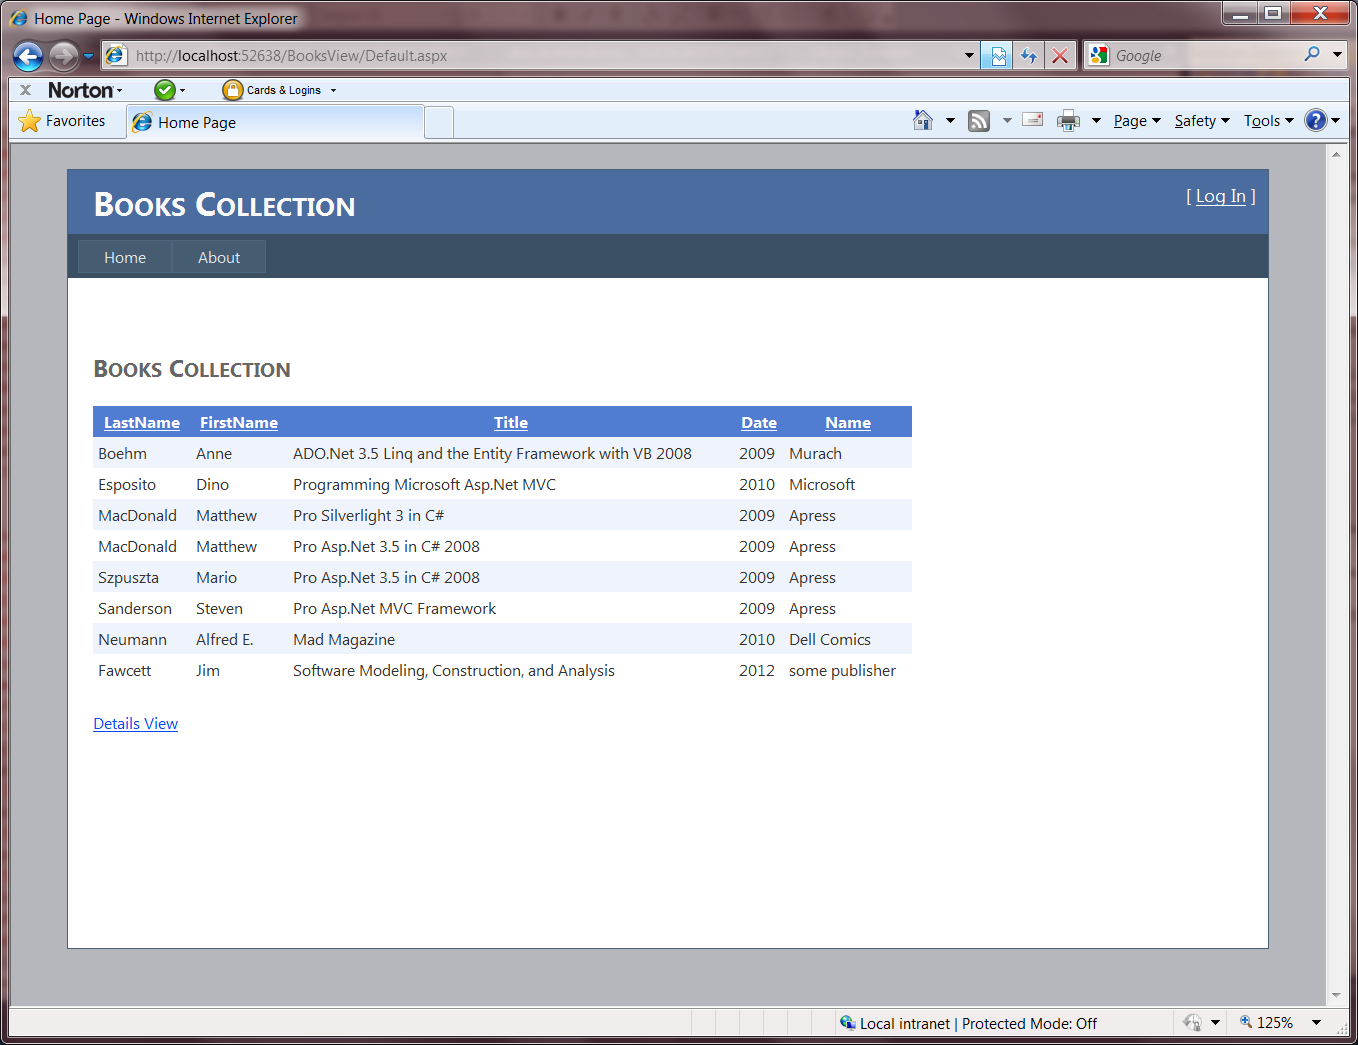 Home Page - Windows Internet Explorer
http://localhost:52638/BooksView/Default.aspx
Google
x Norton Cards & Logins
Favorites Home Page Page Safety Tools
Books Collection [ Log In ]
Home About
Books Collection
LastName FirstName Title Date Name
Boehm Anne ADO.Net 3.5 Linq and the Entity Framework with VB 2008 2009 Murach
Esposito Dino Programming Microsoft Asp.Net MVC 2010 Microsoft
MacDonald Matthew Pro Silverlight 3 in C# 2009 Apress
MacDonald Matthew Pro Asp.Net 3.5 in C# 2008 2009 Apress
Szpuszta Mario Pro Asp.Net 3.5 in C# 2008 2009 Apress
Sanderson Steven Pro Asp.Net MVC Framework 2009 Apress
Neumann Alfred E. Mad Magazine 2010 Dell Comics
Fawcett Jim Software Modeling, Construction, and Analysis 2012 some publisher
Details View
Local intranet | Protected Mode: Off 125%